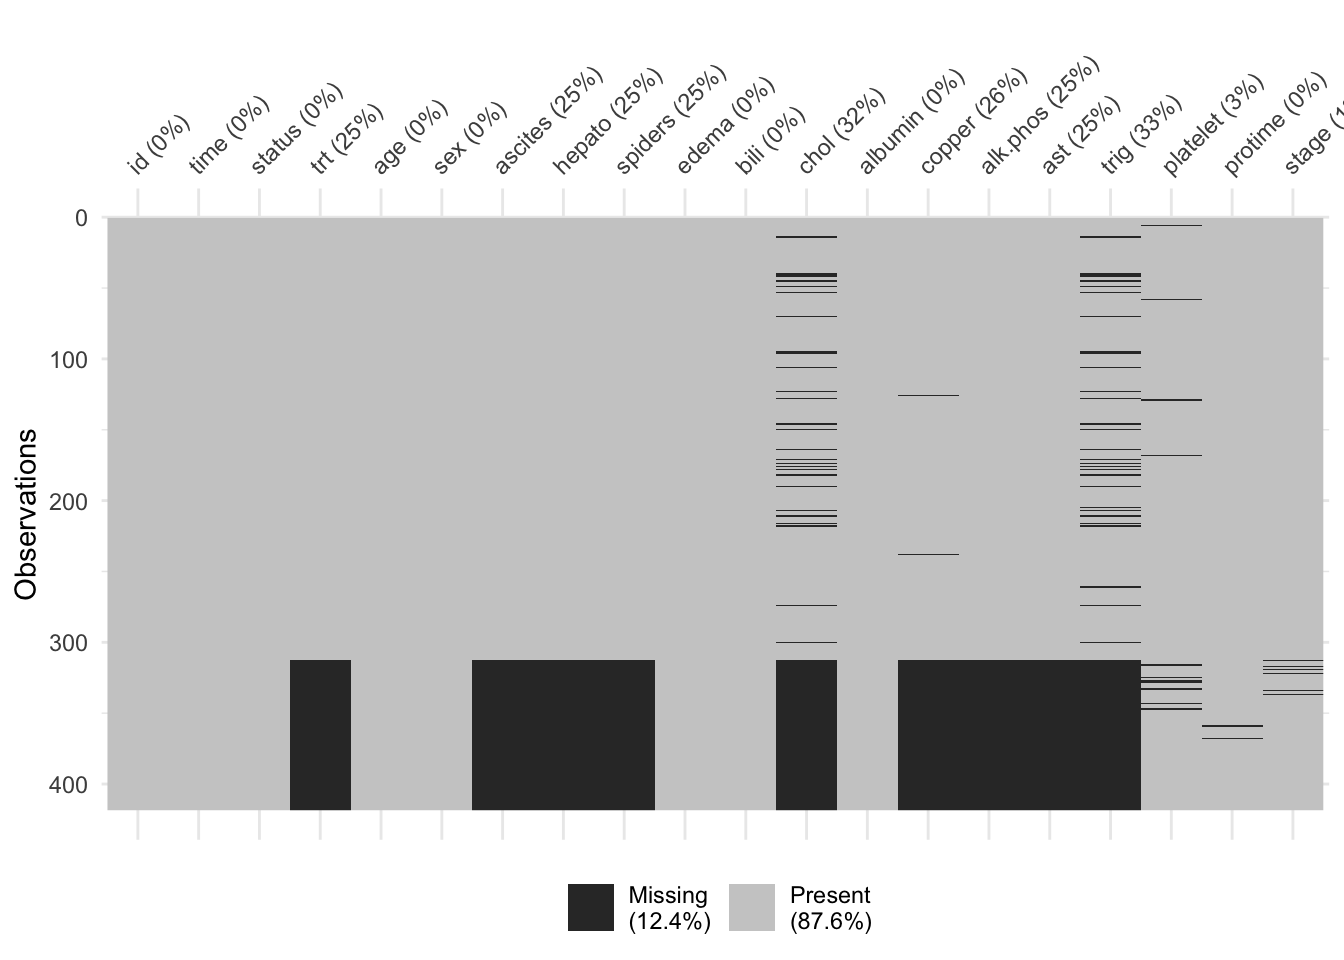 id (0%)
time (0%)
status (0%)
trt (25%)
age (0%)
sex (0%)
ascites (25%)
hepato (25%)
spiders (25%)
edema (0%)
bili (0%)
chol (32%)
albumin (0%)
copper (26%)
alk.phos (25%)
ast (25%)
trig (33%)
platelet (3%)
protime (0%)
stage (1
0
100
200
300
400
Observations
Missing
(12.4%)
Present
(87.6%)